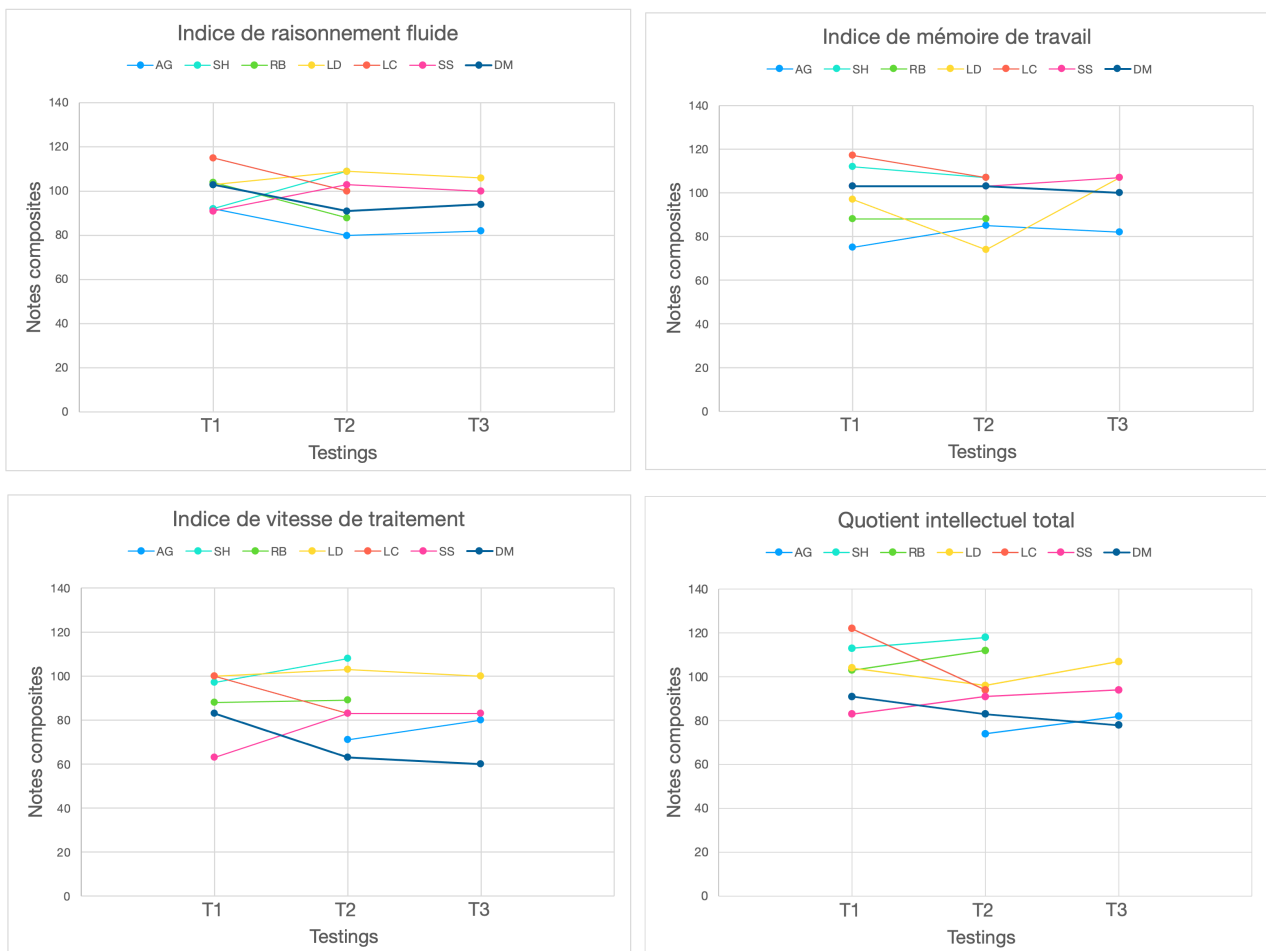 Indice de raisonnement fluide
AG SH RB LD LC SS DM
140
120
100
80
60
40
20
0
Notes composites
T1 T2 T3
Testings
Indice de mémoire de travail
AG SH RB LD LC SS DM
140
120
100
80
60
40
20
0
Notes composites
T1 T2 T3
Testings
Indice de vitesse de traitement
AG SH RB LD LC SS DM
140
120
100
80
60
40
20
0
Notes composites
T1 T2 T3
Testings
Quotient intellectuel total
AG SH RB LD LC SS DM
140
120
100
80
60
40
20
0
Notes composites
T1 T2 T3
Testings